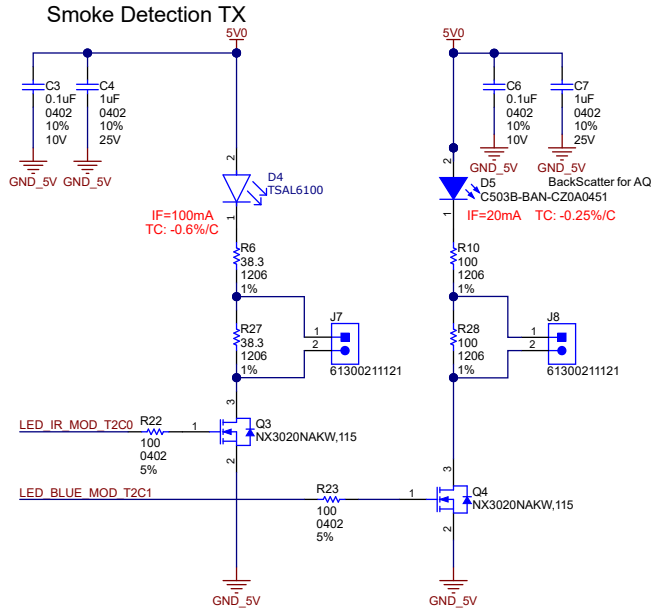 Smoke Detection TX
5V0
5V0
C3
0.1uF
0402
10%
10V
C4
1uF
0402
10%
25V
C6
0.1uF
0402
10%
10V
C7
1uF
0402
10%
25V
GND_5V
GND_5V
GND_5V
GND_5V
2
D4
TSAL6100
1
IF=100mA
TC: -0.6%/C
2
D5
BackScatter for AQ
C503B-BAN-CZ0A0451
1
IF=20mA
TC: -0.25%/C
R6
38.3
1206
1%
R10
100
1206
1%
R27
38.3
1206
1%
J7
1
2
61300211121
R28
100
1206
1%
J8
1
2
61300211121
LED_IR_MOD_T2C0
R22
100
0402
5%
1
3
Q3
NX3020NAKW,115
2
LED_BLUE_MOD_T2C1
R23
100
0402
5%
1
3
Q4
NX3020NAKW,115
2
GND_5V
GND_5V